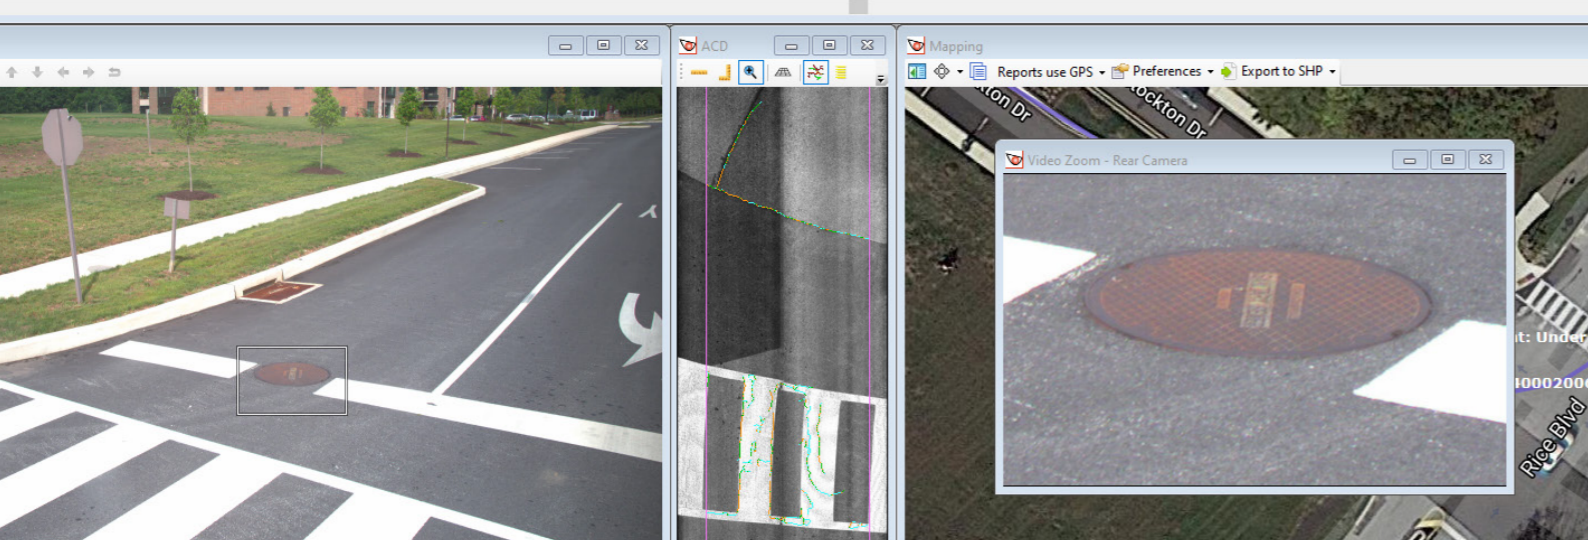 ACD
Mapping
Reports use GPS
Preferences
Export to SHP
ton Dr
ockton Dr
Video Zoom - Rear Camera
t: Under
4000200
Rice Blvd